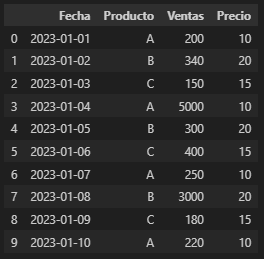 Fecha Producto Ventas Precio
0 2023-01-01 A 200 10
1 2023-01-02 B 340 20
2 2023-01-03 C 150 15
3 2023-01-04 A 5000 10
4 2023-01-05 B 300 20
5 2023-01-06 C 400 15
6 2023-01-07 A 250 10
7 2023-01-08 B 3000 20
8 2023-01-09 C 180 15
9 2023-01-10 A 220 10